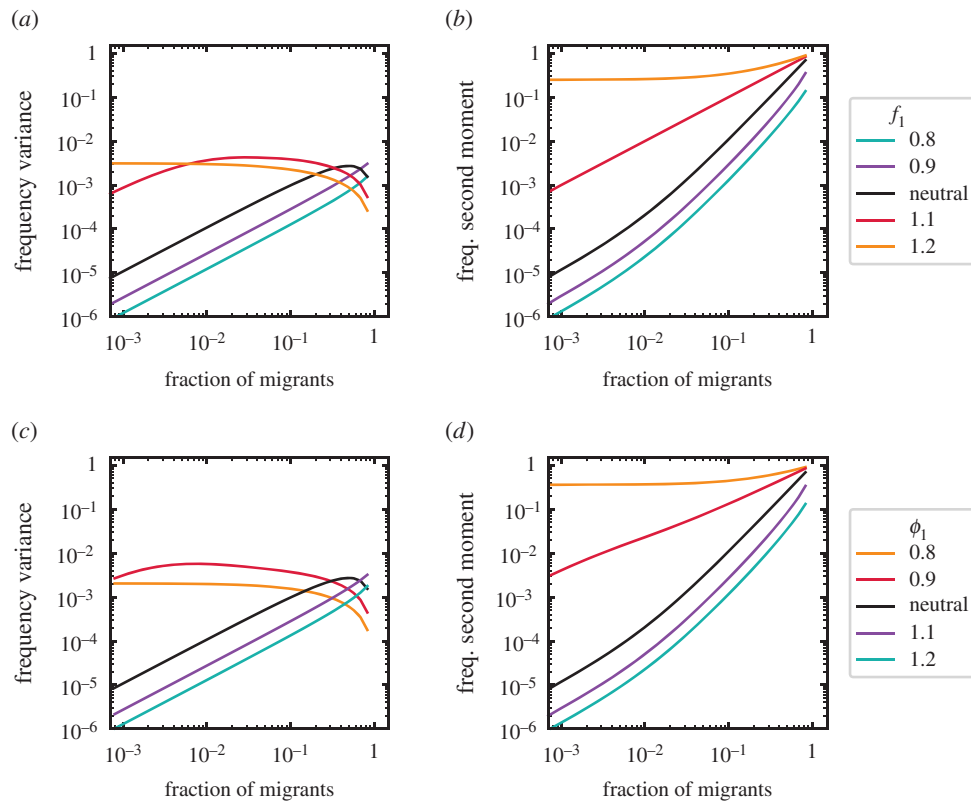 (a)
(b)
frequency variance
1
10⁻¹
10⁻²
10⁻³
10⁻⁴
10⁻⁵
10⁻⁶
10⁻³ 10⁻² 10⁻¹ 1
fraction of migrants
freq. second moment
1
10⁻¹
10⁻²
10⁻³
10⁻⁴
10⁻⁵
10⁻⁶
10⁻³ 10⁻² 10⁻¹ 1
fraction of migrants
f₁
0.8
0.9
neutral
1.1
1.2
(c)
(d)
frequency variance
1
10⁻¹
10⁻²
10⁻³
10⁻⁴
10⁻⁵
10⁻⁶
10⁻³ 10⁻² 10⁻¹ 1
fraction of migrants
freq. second moment
1
10⁻¹
10⁻²
10⁻³
10⁻⁴
10⁻⁵
10⁻⁶
10⁻³ 10⁻² 10⁻¹ 1
fraction of migrants
ϕ₁
0.8
0.9
neutral
1.1
1.2